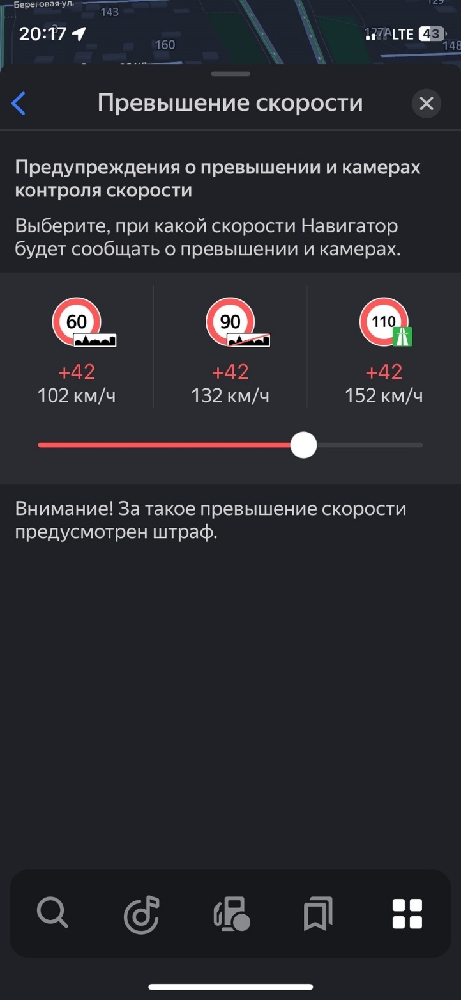 Береговая ул.
143
20:17
LTE
43
127А
160
148
Превышение скорости
Предупреждения о превышении и камерах
контроля скорости
Выберите, при какой скорости Навигатор
будет сообщать о превышении и камерах.
60
90
110
+42
+42
+42
102 км/ч
132 км/ч
152 км/ч
Внимание! За такое превышение скорости
предусмотрен штраф.